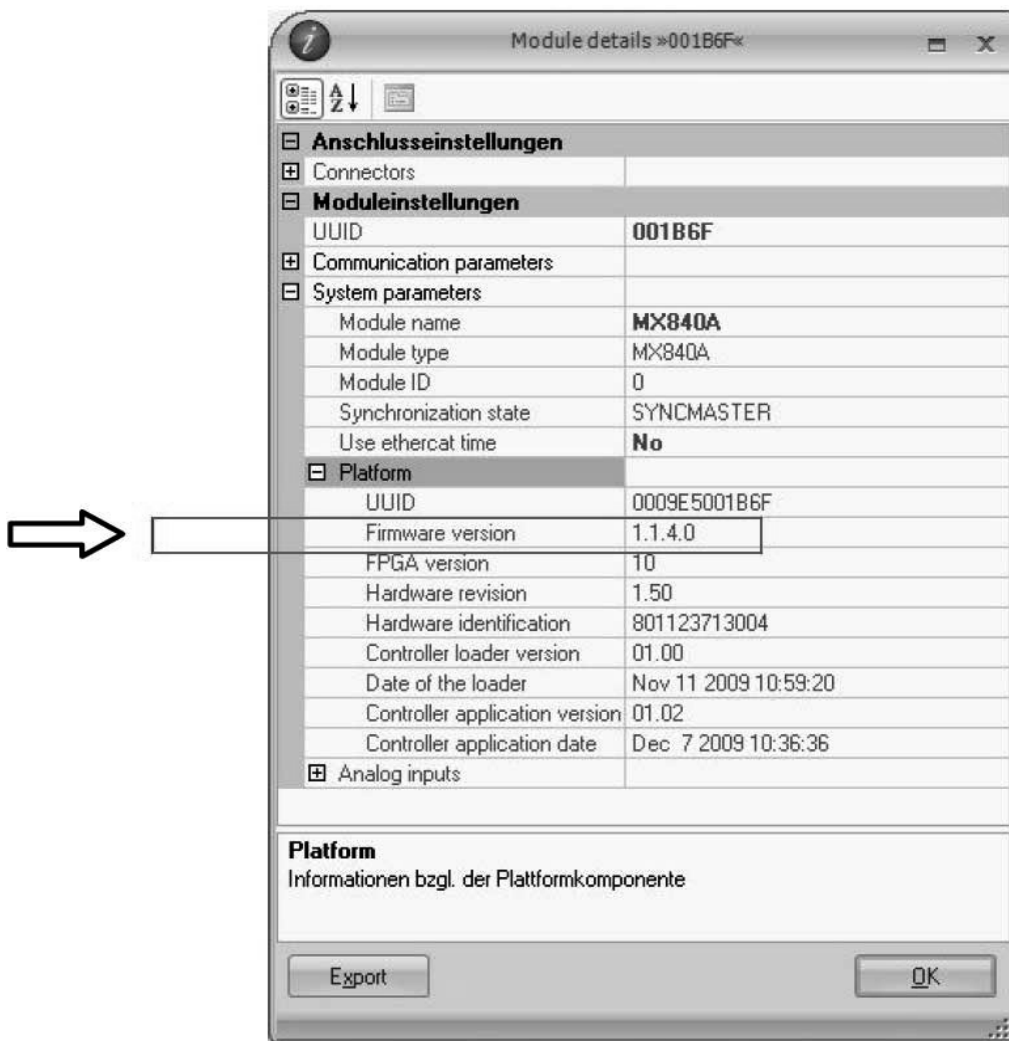 Module details »001B6F«
Anschlusseinstellungen
Connectors
Moduleinstellungen
UUID 001B6F
Communication parameters
System parameters
Module name MX840A
Module type MX840A
Module ID 0
Synchronization state SYNCMASTER
Use ethercat time No
Platform
UUID 0009E5001B6F
Firmware version 1.1.4.0
FPGA version 10
Hardware revision 1.50
Hardware identification 801123713004
Controller loader version 01.00
Date of the loader Nov 11 2009 10:59:20
Controller application version 01.02
Controller application date Dec 7 2009 10:36:36
Analog inputs
Platform
Informationen bzgl. der Plattformkomponente
Export OK